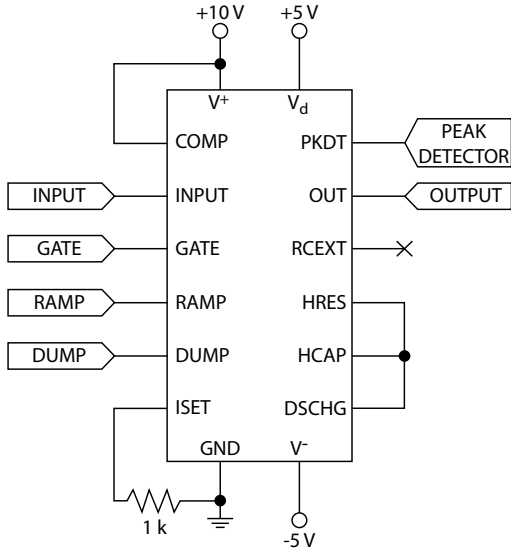 +10 V
+5 V
V+
Vd
COMP
PKDT
PEAK
DETECTOR
INPUT
INPUT
OUT
OUTPUT
GATE
GATE
RCEXT
RAMP
RAMP
HRES
DUMP
DUMP
HCAP
ISET
DSCHG
GND
V-
1 k
-5 V